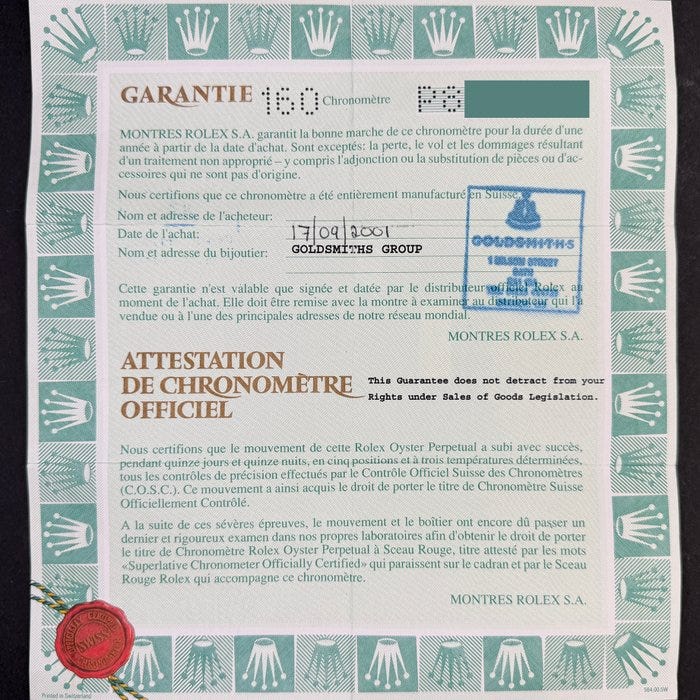 GARANTIE 160 Chronomètre P8
MONTRES ROLEX S.A. garantit la bonne marche de ce chronomètre pour la durée d'une
année à partir de la date d'achat. Sont exceptés: la perte, le vol et les dommages résultant
d'un traitement non approprié – y compris l'adjonction ou la substitution de pièces ou d'ac-
cessoires qui ne sont pas d'origine.
Nous certifions que ce chronomètre a été entièrement manufacturé en Suisse.
Nom et adresse de l'acheteur:
Date de l'achat: 17/09/2001
Nom et adresse du bijoutier: GOLDSMITHS GROUP
GOLDSMITHS
STREET
Cette garantie n'est valable que signée et datée par le distributeur officiel Rolex au
moment de l'achat. Elle doit être remise avec la montre à examiner au distributeur qui l'a
vendue ou à l'une des principales adresses de notre réseau mondial.
MONTRES ROLEX S.A.
ATTESTATION
DE CHRONOMÈTRE
OFFICIEL
This Guarantee does not detract from your
Rights under Sales of Goods Legislation.
Nous certifions que le mouvement de cette Rolex Oyster Perpetual a subi avec succès,
pendant quinze jours et quinze nuits, en cinq positions et à trois températures déterminées,
tous les contrôles de précision effectués par le Contrôle Officiel Suisse des Chronomètres
(C.O.S.C.). Ce mouvement a ainsi acquis le droit de porter le titre de Chronomètre Suisse
Officiellement Contrôlé.
A la suite de ces sévères épreuves, le mouvement et le boîtier ont encore dû passer un
dernier et rigoureux examen dans nos propres laboratoires afin d'obtenir le droit de porter
le titre de Chronomètre Rolex Oyster Perpetual à Sceau Rouge, titre attesté par les mots
«Superlative Chronometer Officially Certified» qui paraissent sur le cadran et par le Sceau
Rouge Rolex qui accompagne ce chronomètre.
MONTRES ROLEX S.A.
OFFICIALLY CERTIFIED
SWISS
CHRONOMETER
Printed in Switzerland
564.00.SW